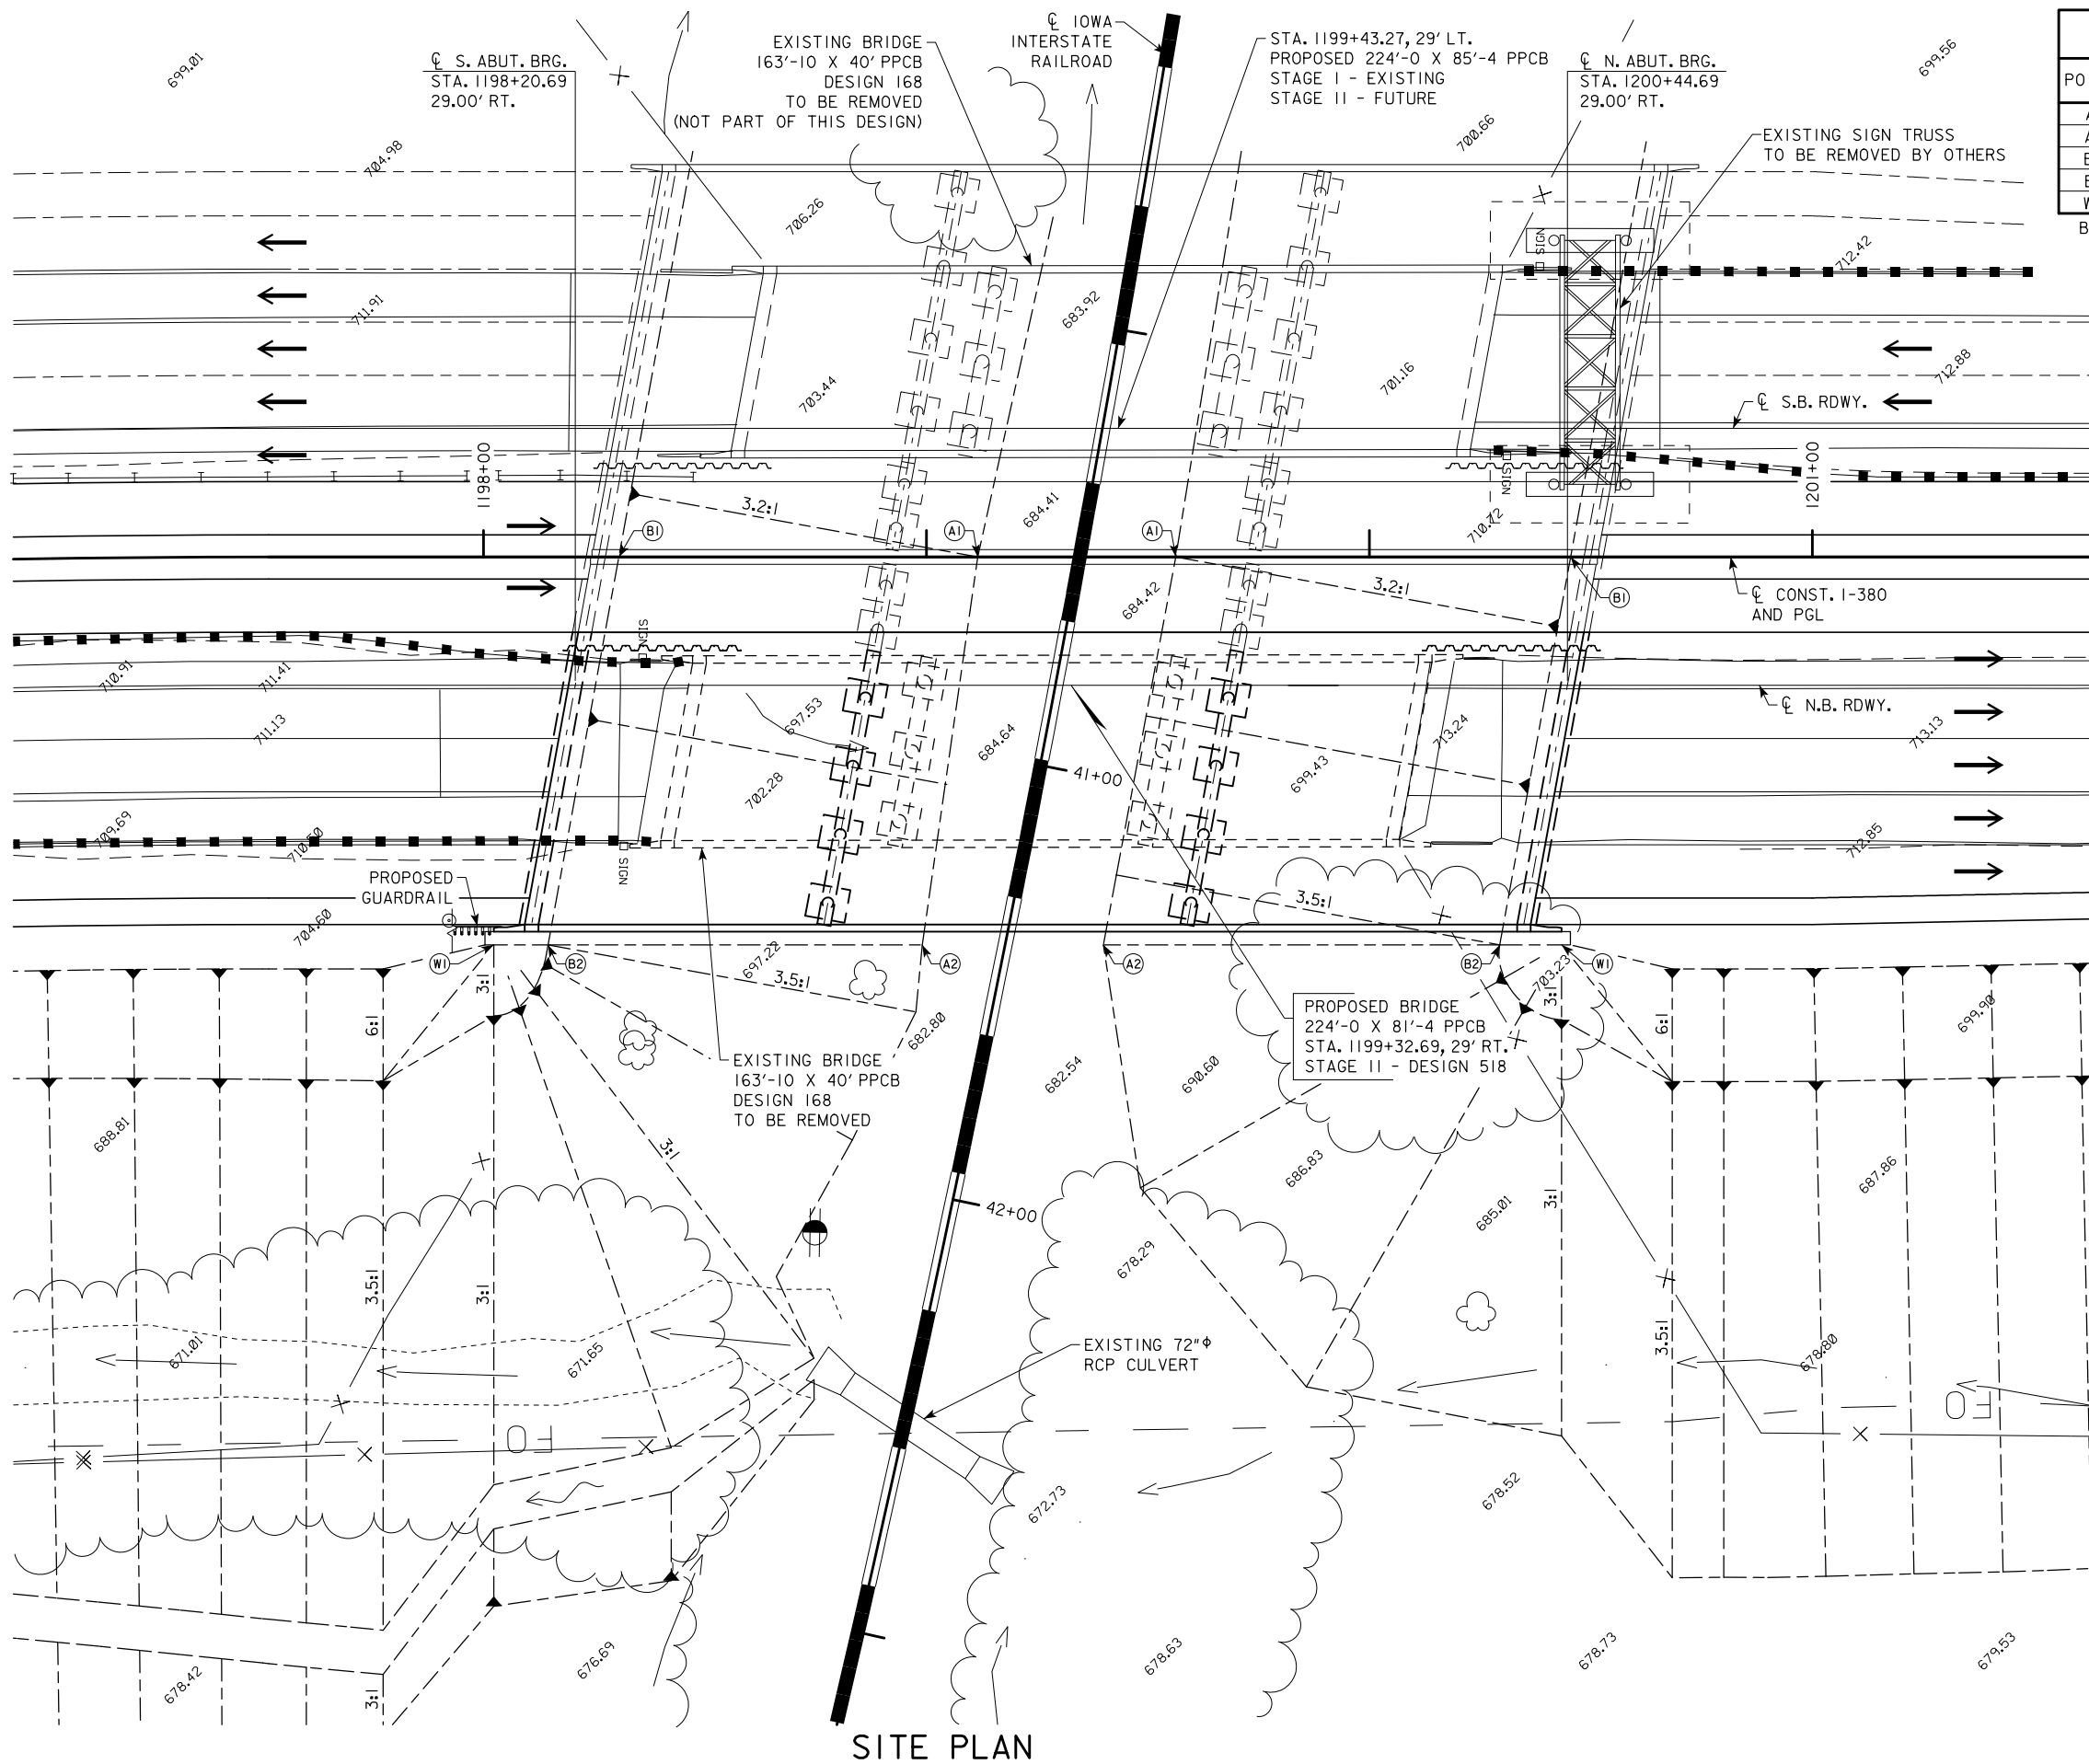 ℄ S. ABUT. BRG.
STA. 1198+20.69
29.00' RT.
EXISTING BRIDGE
163'-10 X 40' PPCB
DESIGN 168
TO BE REMOVED
(NOT PART OF THIS DESIGN)
℄ IOWA
INTERSTATE
RAILROAD
STA. 1199+43.27, 29' LT.
PROPOSED 224'-0 X 85'-4 PPCB
STAGE I - EXISTING
STAGE II - FUTURE
℄ N. ABUT. BRG.
STA. 1200+44.69
29.00' RT.
EXISTING SIGN TRUSS
TO BE REMOVED BY OTHERS
PO
A
A
B
B
W
B
699.01
704.98
706.26
700.66
699.56
712.42
711.91
683.92
703.44
701.16
712.88
SIGN
℄ S.B. RDWY.
1198+00
1201+00
SIGN
3.2:1
684.41
710.72
B1
A1
A1
3.2:1
684.42
B1
℄ CONST. I-380
AND PGL
SIGN
710.91
711.41
711.13
697.53
684.64
713.24
℄ N.B. RDWY.
713.13
702.28
41+00
699.43
709.69
710.50
712.85
SIGN
PROPOSED
GUARDRAIL
3.5:1
704.60
W1
B2
697.22
A2
A2
B2
W1
703.23
3:1
3.5:1
3:1
6:1
6:1
699.90
682.80
PROPOSED BRIDGE
224'-0 X 81'-4 PPCB
STA. 1199+32.69, 29' RT.
STAGE II - DESIGN 518
EXISTING BRIDGE
163'-10 X 40' PPCB
DESIGN 168
TO BE REMOVED
682.54
690.60
688.81
3:1
686.83
687.86
3:1
685.01
42+00
678.29
3.5:1
3:1
3.5:1
671.01
671.65
EXISTING 72"ϕ
RCP CULVERT
678.80
FO
FO
672.73
678.52
676.69
678.42
3:1
678.63
678.73
679.53
SITE PLAN